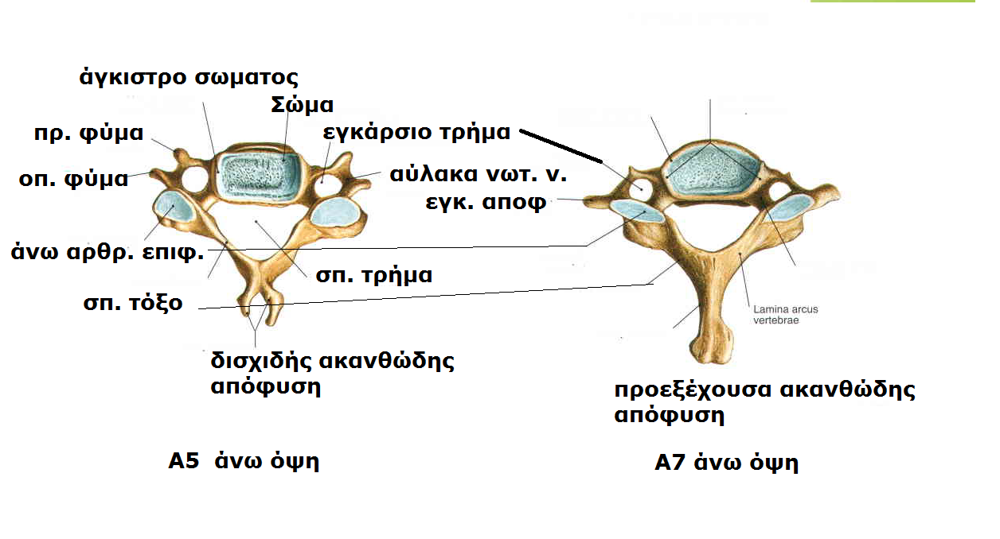 άγκιστρο σωματος
Σώμα
πρ. φύμα
εγκάρσιο τρήμα
οπ. φύμα
αύλακα νωτ. ν.
εγκ. αποφ
άνω αρθρ. επιφ.
σπ. τρήμα
σπ. τόξο
Lamina arcus
vertebrae
δισχιδής ακανθώδης
απόφυση
προεξέχουσα ακανθώδης
απόφυση
Α5 άνω όψη
Α7 άνω όψη